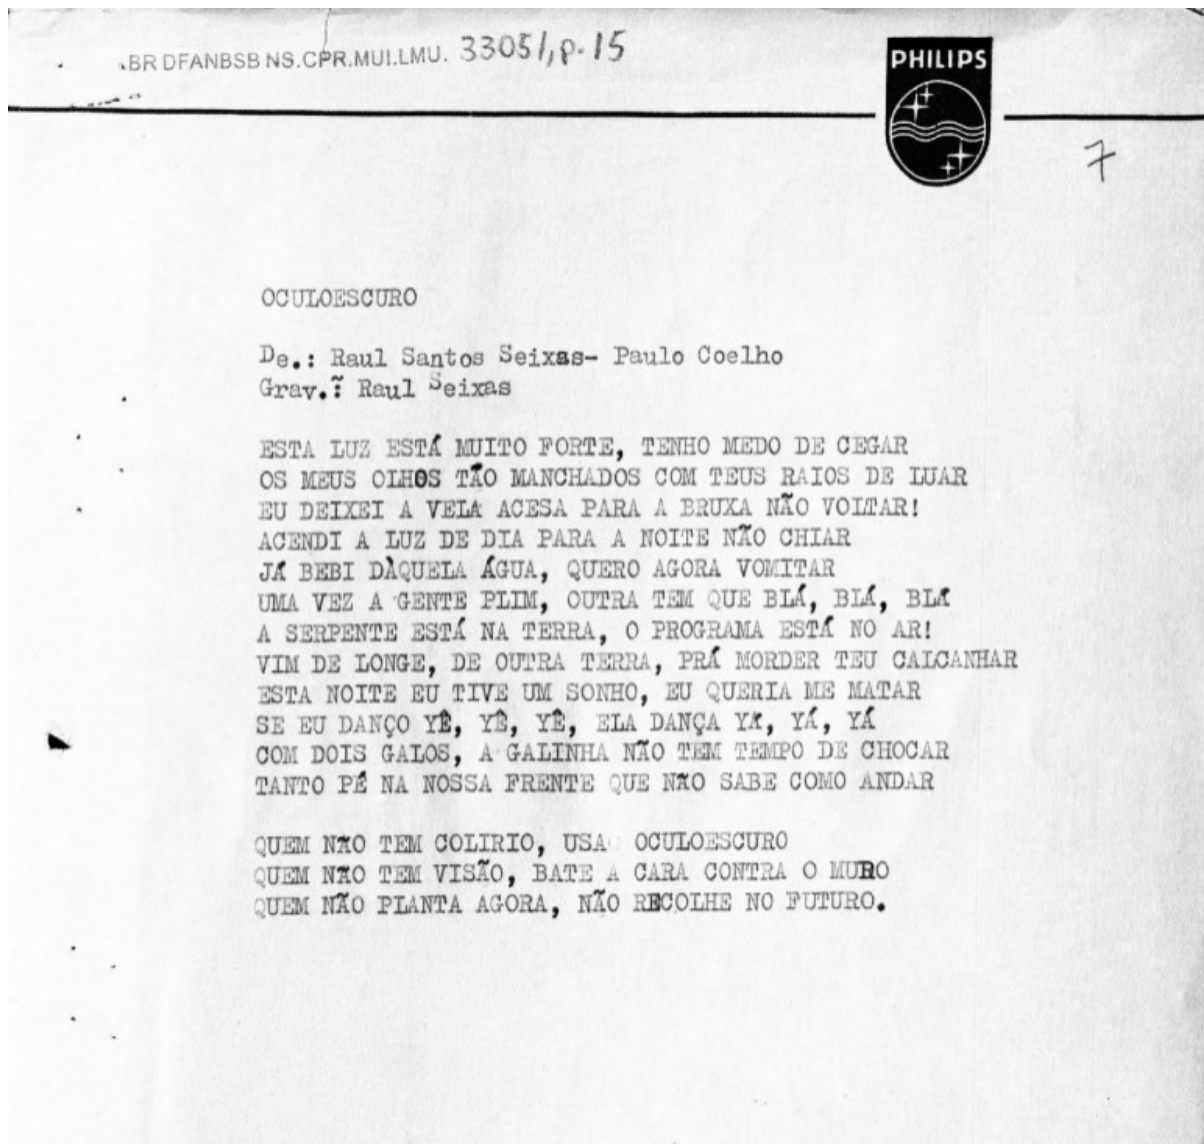 .BR DFANBSB NS.CPR.MUI.LMU. 33051, p. 15
PHILIPS
7
OCULOESCURO
De.: Raul Santos Seixas- Paulo Coelho
Grav.: Raul Seixas
ESTA LUZ ESTÁ MUITO FORTE, TENHO MEDO DE CEGAR
OS MEUS OLHOS TÃO MANCHADOS COM TEUS RAIOS DE LUAR
EU DEIXEI A VELA ACESA PARA A BRUXA NÃO VOLTAR!
ACENDI A LUZ DE DIA PARA A NOITE NÃO CHIAR
JÁ BEBI DÀQUELA ÁGUA, QUERO AGORA VOMITAR
UMA VEZ A GENTE PLIM, OUTRA TEM QUE BLÁ, BLÁ, BLÁ
A SERPENTE ESTÁ NA TERRA, O PROGRAMA ESTÁ NO AR!
VIM DE LONGE, DE OUTRA TERRA, PRÁ MORDER TEU CALCANHAR
ESTA NOITE EU TIVE UM SONHO, EU QUERIA ME MATAR
SE EU DANÇO YÊ, YÊ, YÊ, ELA DANÇA YÁ, YÁ, YÁ
COM DOIS GALOS, A GALINHA NÃO TEM TEMPO DE CHOCAR
TANTO PÉ NA NOSSA FRENTE QUE NÃO SABE COMO ANDAR
QUEM NÃO TEM COLIRIO, USA OCULOESCURO
QUEM NÃO TEM VISÃO, BATE A CARA CONTRA O MURO
QUEM NÃO PLANTA AGORA, NÃO RECOLHE NO FUTURO.